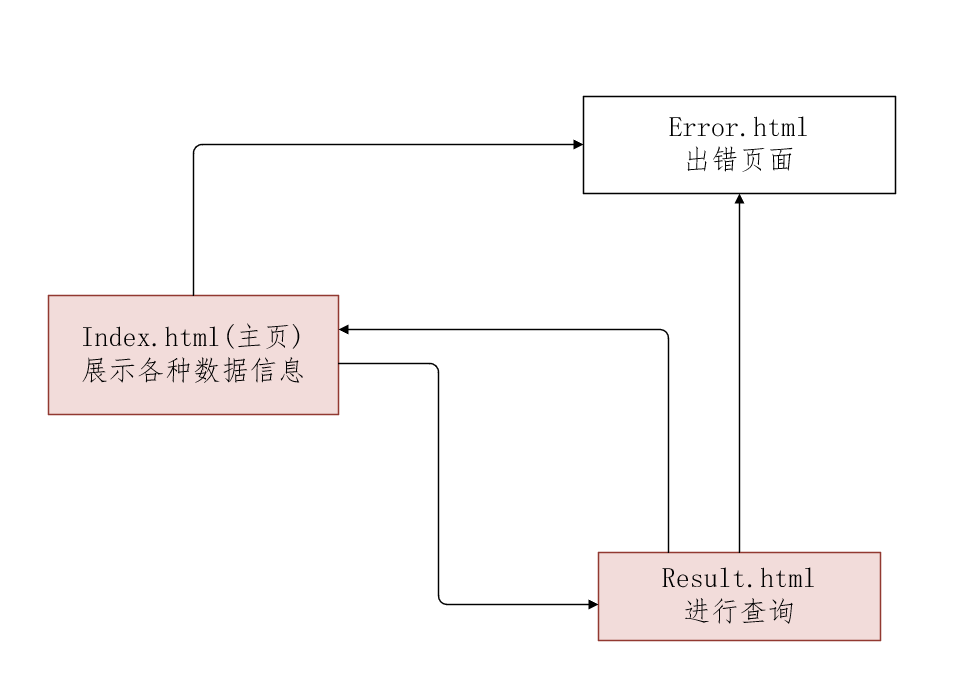 Error.html
出错页面
Index.html(主页)
展示各种数据信息
Result.html
进行查询